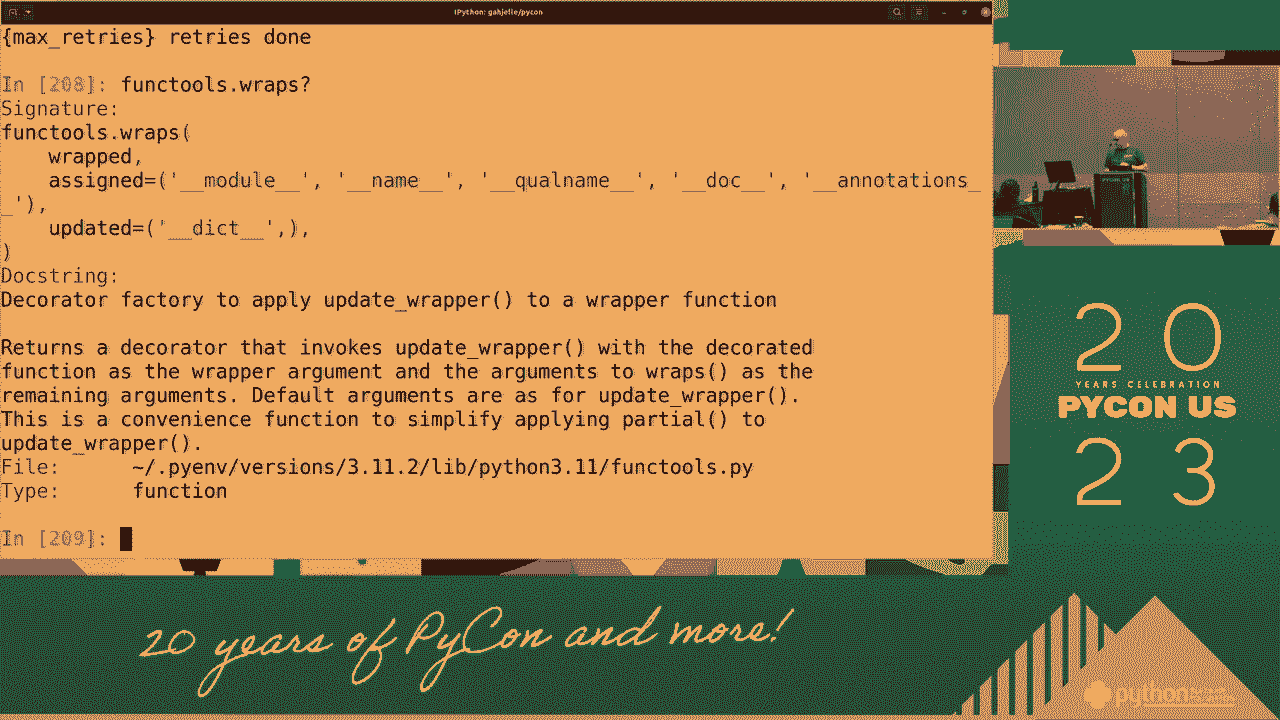 IPython: gahjelle/pycon
{max_retries} retries done
In [208]: functools.wraps?
Signature:
functools.wraps(
    wrapped,
    assigned=('__module__', '__name__', '__qualname__', '__doc__', '__annotations_
_'),
    updated=('__dict__',),
)
Docstring:
Decorator factory to apply update_wrapper() to a wrapper function
Returns a decorator that invokes update_wrapper() with the decorated
function as the wrapper argument and the arguments to wraps() as the
remaining arguments. Default arguments are as for update_wrapper().
This is a convenience function to simplify applying partial() to
update_wrapper().
File:      ~/.pyenv/versions/3.11.2/lib/python3.11/functools.py
Type:      function
In [209]:
20
YEARS CELEBRATION
PYCON US
23
20 years of PyCon and more!
python